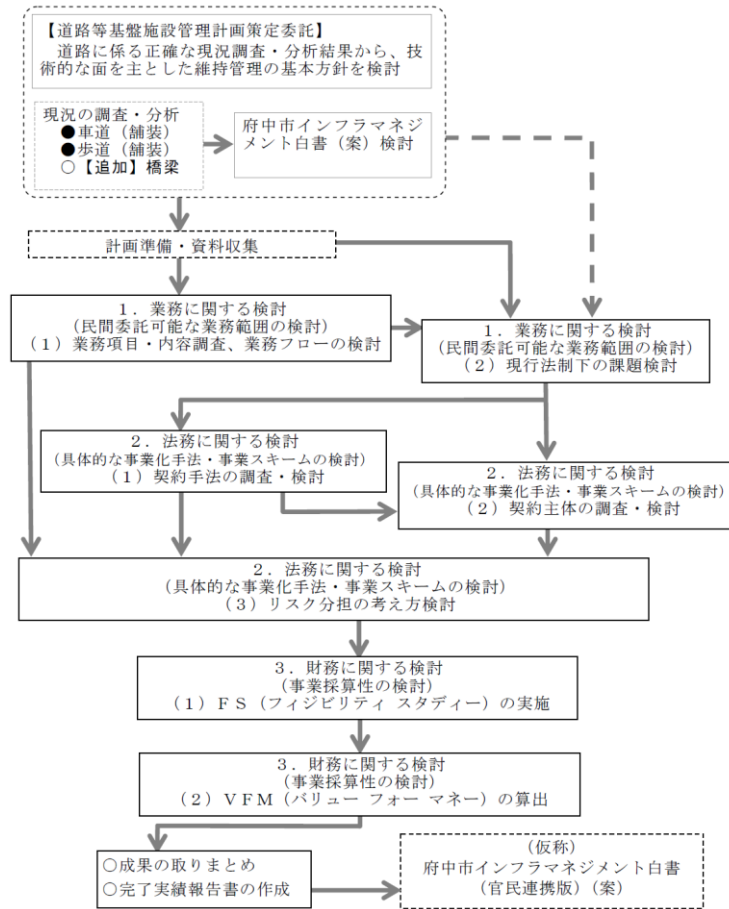 【道路等基盤施設管理計画策定委託】
道路に係る正確な現況調査・分析結果から、技
術的な面を主とした維持管理の基本方針を検討
現況の調査・分析
●車道（舗装）
●歩道（舗装）
○【追加】橋梁
府中市インフラマネジ
メント白書（案）検討
計画準備・資料収集
１．業務に関する検討
(民間委託可能な業務範囲の検討)
（１）業務項目・内容調査、業務フローの検討
１．業務に関する検討
(民間委託可能な業務範囲の検討)
（２）現行法制下の課題検討
２．法務に関する検討
(具体的な事業化手法・事業スキームの検討)
（１）契約手法の調査・検討
２．法務に関する検討
(具体的な事業化手法・事業スキームの検討)
（２）契約主体の調査・検討
２．法務に関する検討
(具体的な事業化手法・事業スキームの検討)
（３）リスク分担の考え方検討
３．財務に関する検討
(事業採算性の検討)
（１）ＦＳ（フィジビリティ スタディー）の実施
３．財務に関する検討
(事業採算性の検討)
（２）ＶＦＭ（バリュー フォー マネー）の算出
○成果の取りまとめ
○完了実績報告書の作成
（仮称）
府中市インフラマネジメント白書
（官民連携版）（案）